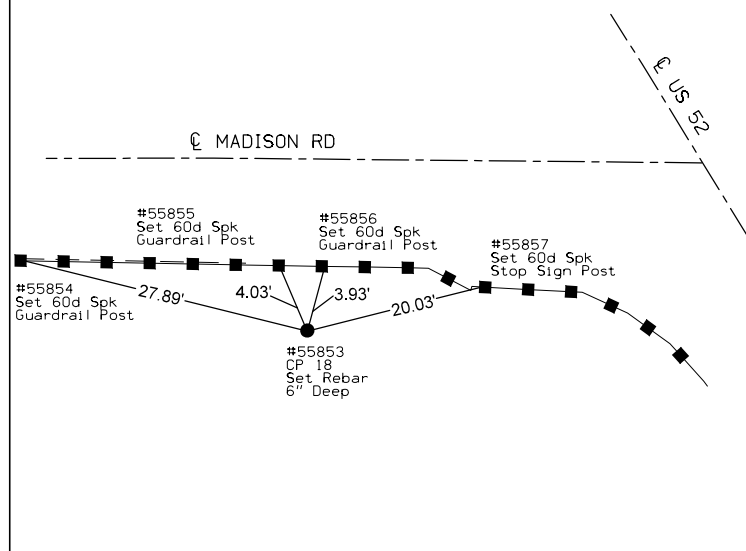 ℄ US 52
℄ MADISON RD
#55855
Set 60d Spk
Guardrail Post
#55856
Set 60d Spk
Guardrail Post
#55857
Set 60d Spk
Stop Sign Post
#55854
Set 60d Spk
Guardrail Post
27.89'
4.03'
3.93'
20.03'
#55853
CP 18
Set Rebar
6" Deep